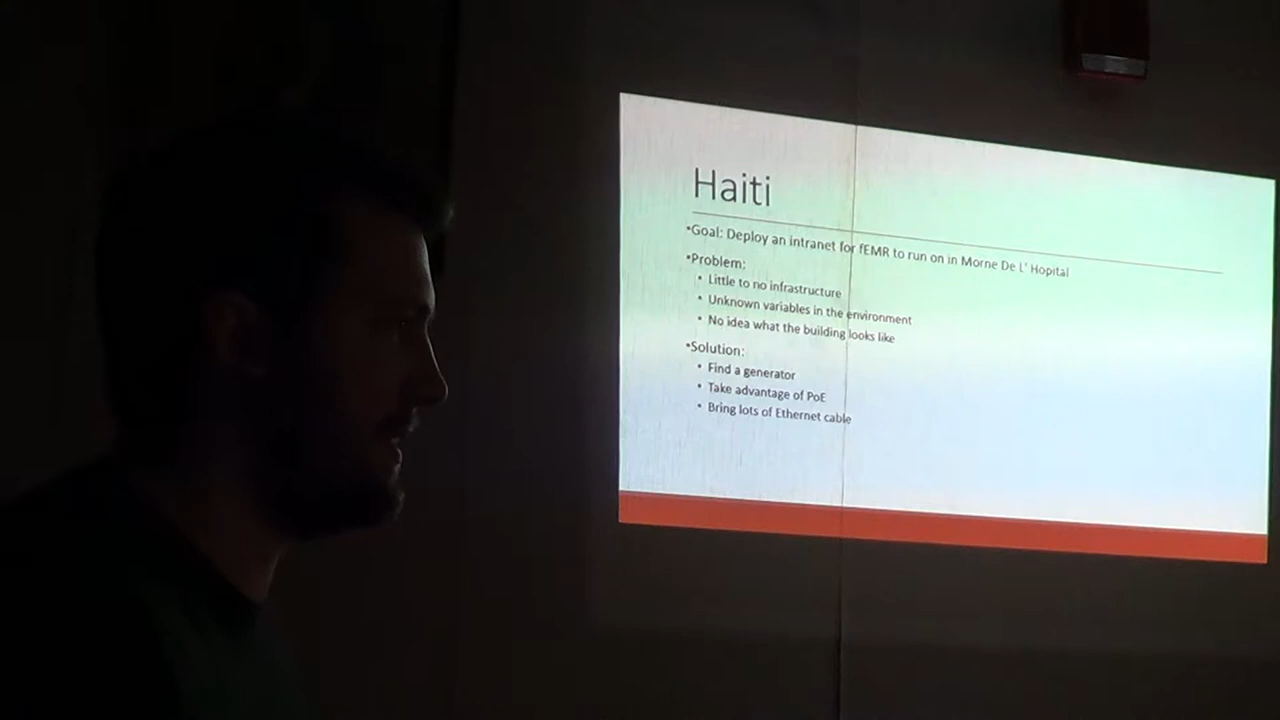 Haiti
•Goal: Deploy an intranet for fEMR to run on in Morne De L' Hopital
•Problem:
• Little to no infrastructure
• Unknown variables in the environment
• No idea what the building looks like
•Solution:
• Find a generator
• Take advantage of PoE
• Bring lots of Ethernet cable